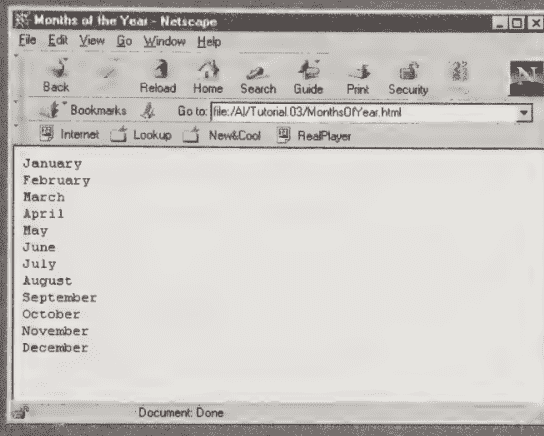 Months of the Year - Netscape
File Edit View Go Window Help
Back Reload Home Search Guide Print Security
N
Bookmarks Go to: file:/A|/Tutorial.03/MonthsOfYear.html
Internet Lookup New&Cool RealPlayer
January
February
March
April
May
June
July
August
September
October
November
December
Document: Done